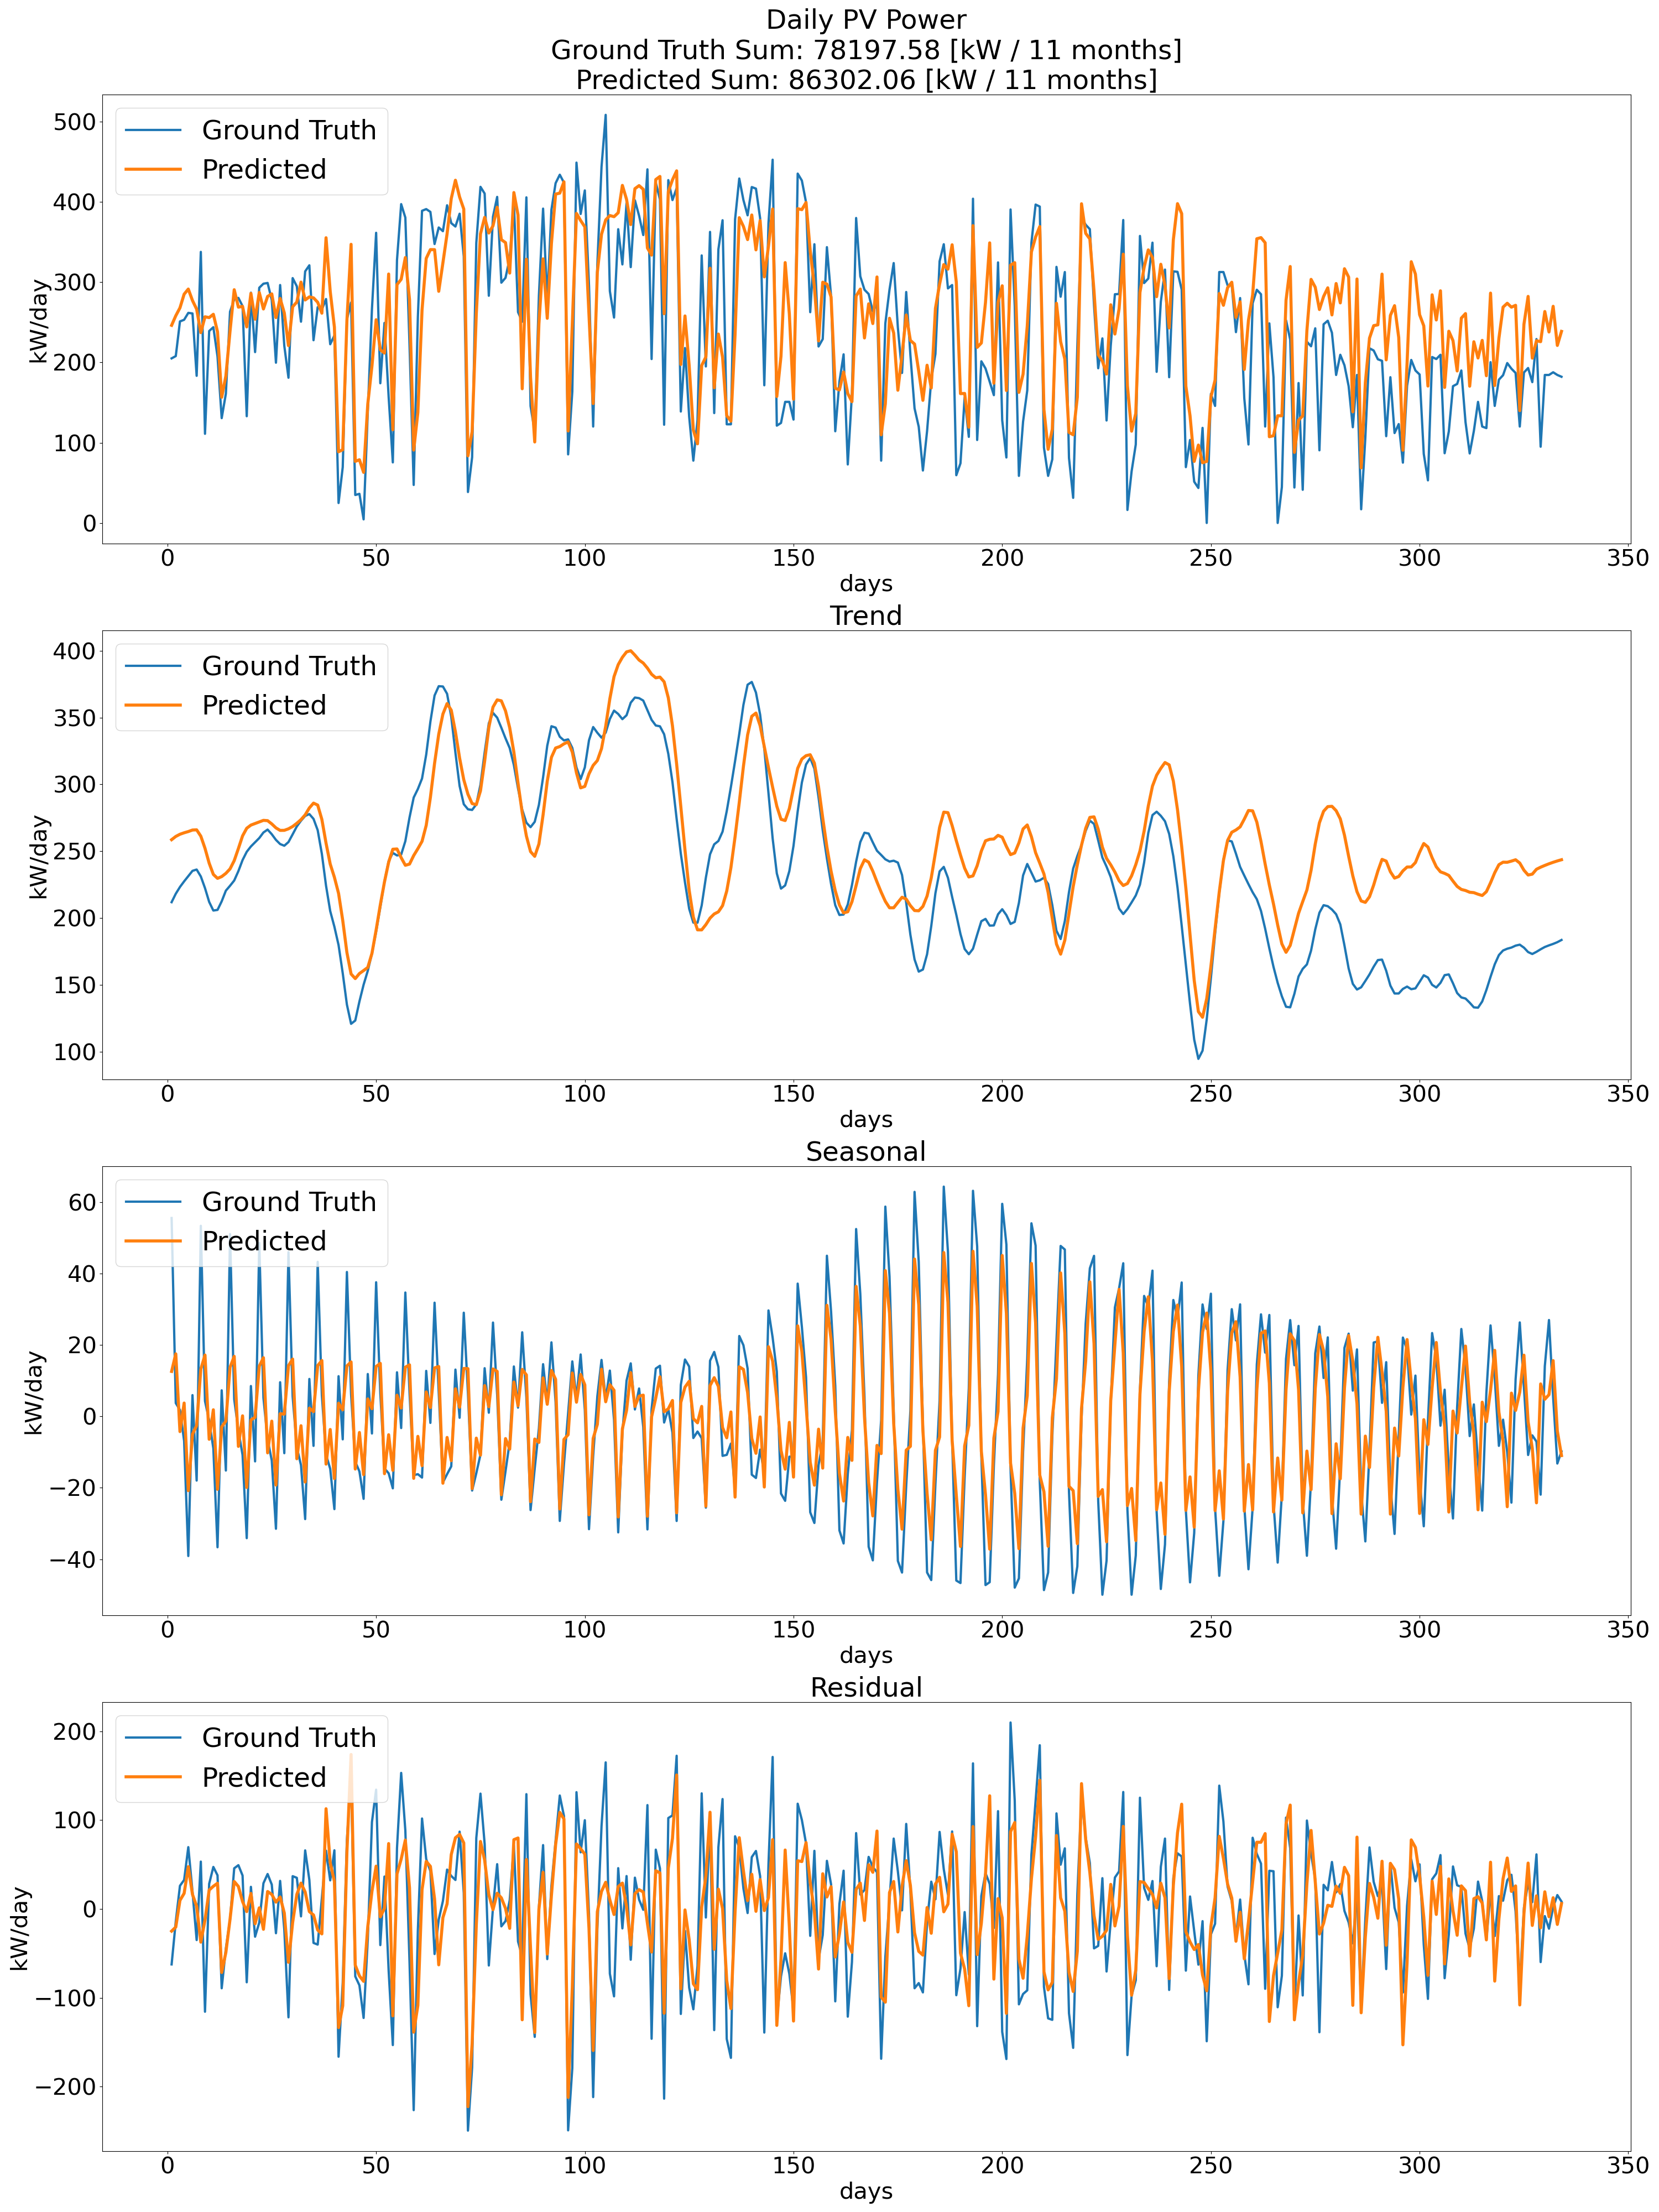 Daily PV Power
Ground Truth Sum: 78197.58 [kW / 11 months]
Predicted Sum: 86302.06 [kW / 11 months]
Ground Truth
Predicted
kW/day
500
400
300
200
100
0
0 50 100 150 200 250 300 350
days
Trend
Ground Truth
Predicted
kW/day
400
350
300
250
200
150
100
0 50 100 150 200 250 300 350
days
Seasonal
Ground Truth
Predicted
kW/day
60
40
20
0
−20
−40
0 50 100 150 200 250 300 350
days
Residual
Ground Truth
Predicted
kW/day
200
100
0
−100
−200
0 50 100 150 200 250 300 350
days